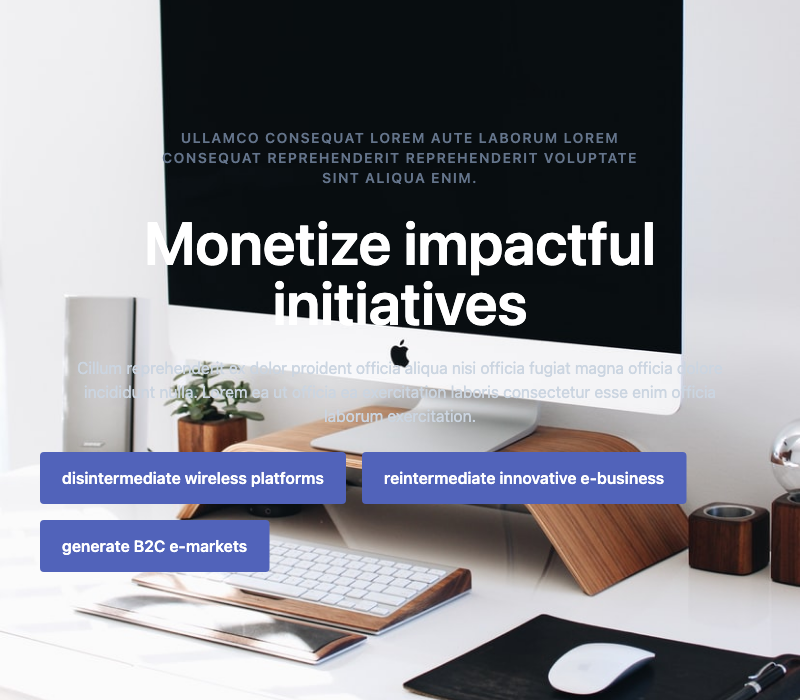 ULLAMCO CONSEQUAT LOREM AUTE LABORUM LOREM
CONSEQUAT REPREHENDERIT REPREHENDERIT VOLUPTATE
SINT ALIQUA ENIM.
Monetize impactful
initiatives
Cillum reprehenderit ex dolor proident officia aliqua nisi officia fugiat magna officia
incididunt nulla. Lorem ea ut officia exercitation laboris consectetur esse enim officia
laborum exercitation.
disintermediate wireless platforms
reintermediate innovative e-business
generate B2C e-markets